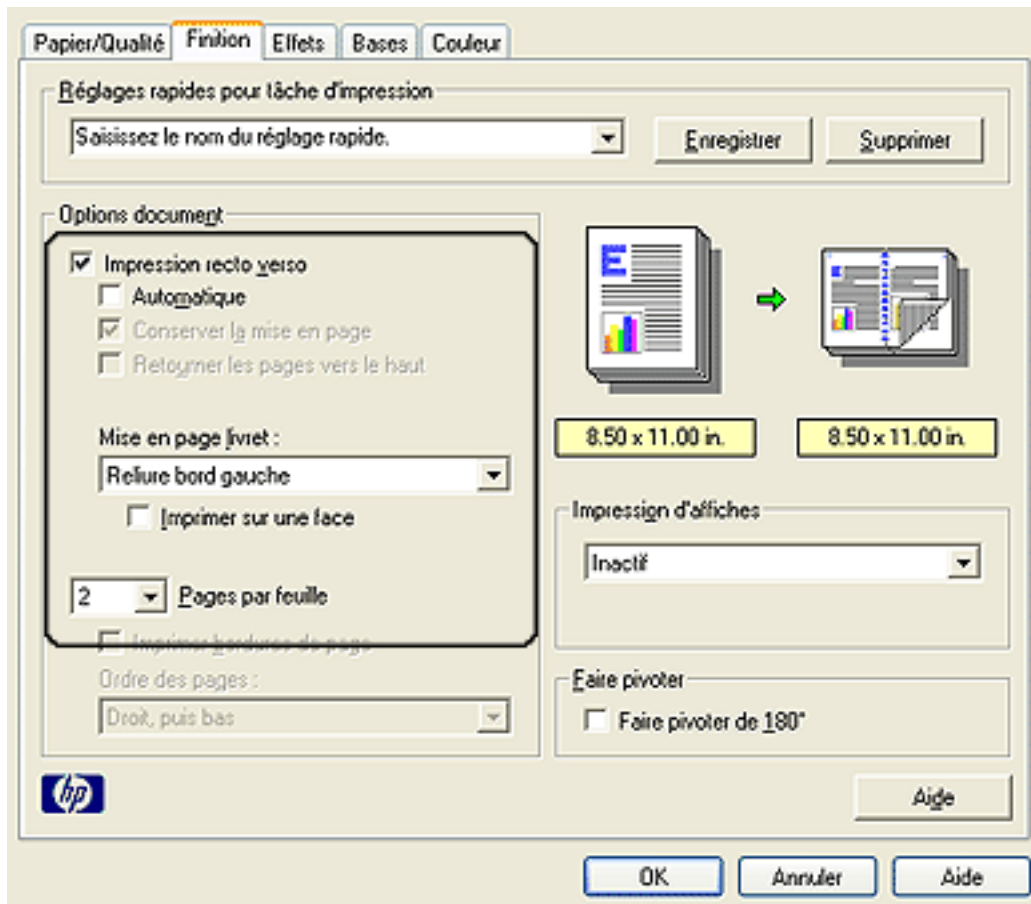 Papier/Qualité Finition Effets Bases Couleur
Réglages rapides pour tâche d'impression
Saisissez le nom du réglage rapide.
Enregistrer
Supprimer
Options document
Impression recto verso
Automatique
Conserver la mise en page
Retourner les pages vers le haut
Mise en page livret :
Reliure bord gauche
Imprimer sur une face
2 Pages par feuille
Imprimer bordures de page
Ordre des pages :
Droit, puis bas
E
E
8.50 x 11.00 in.
8.50 x 11.00 in.
Impression d'affiches
Inactif
Faire pivoter
Faire pivoter de 180°
hp
Aide
OK Annuler Aide